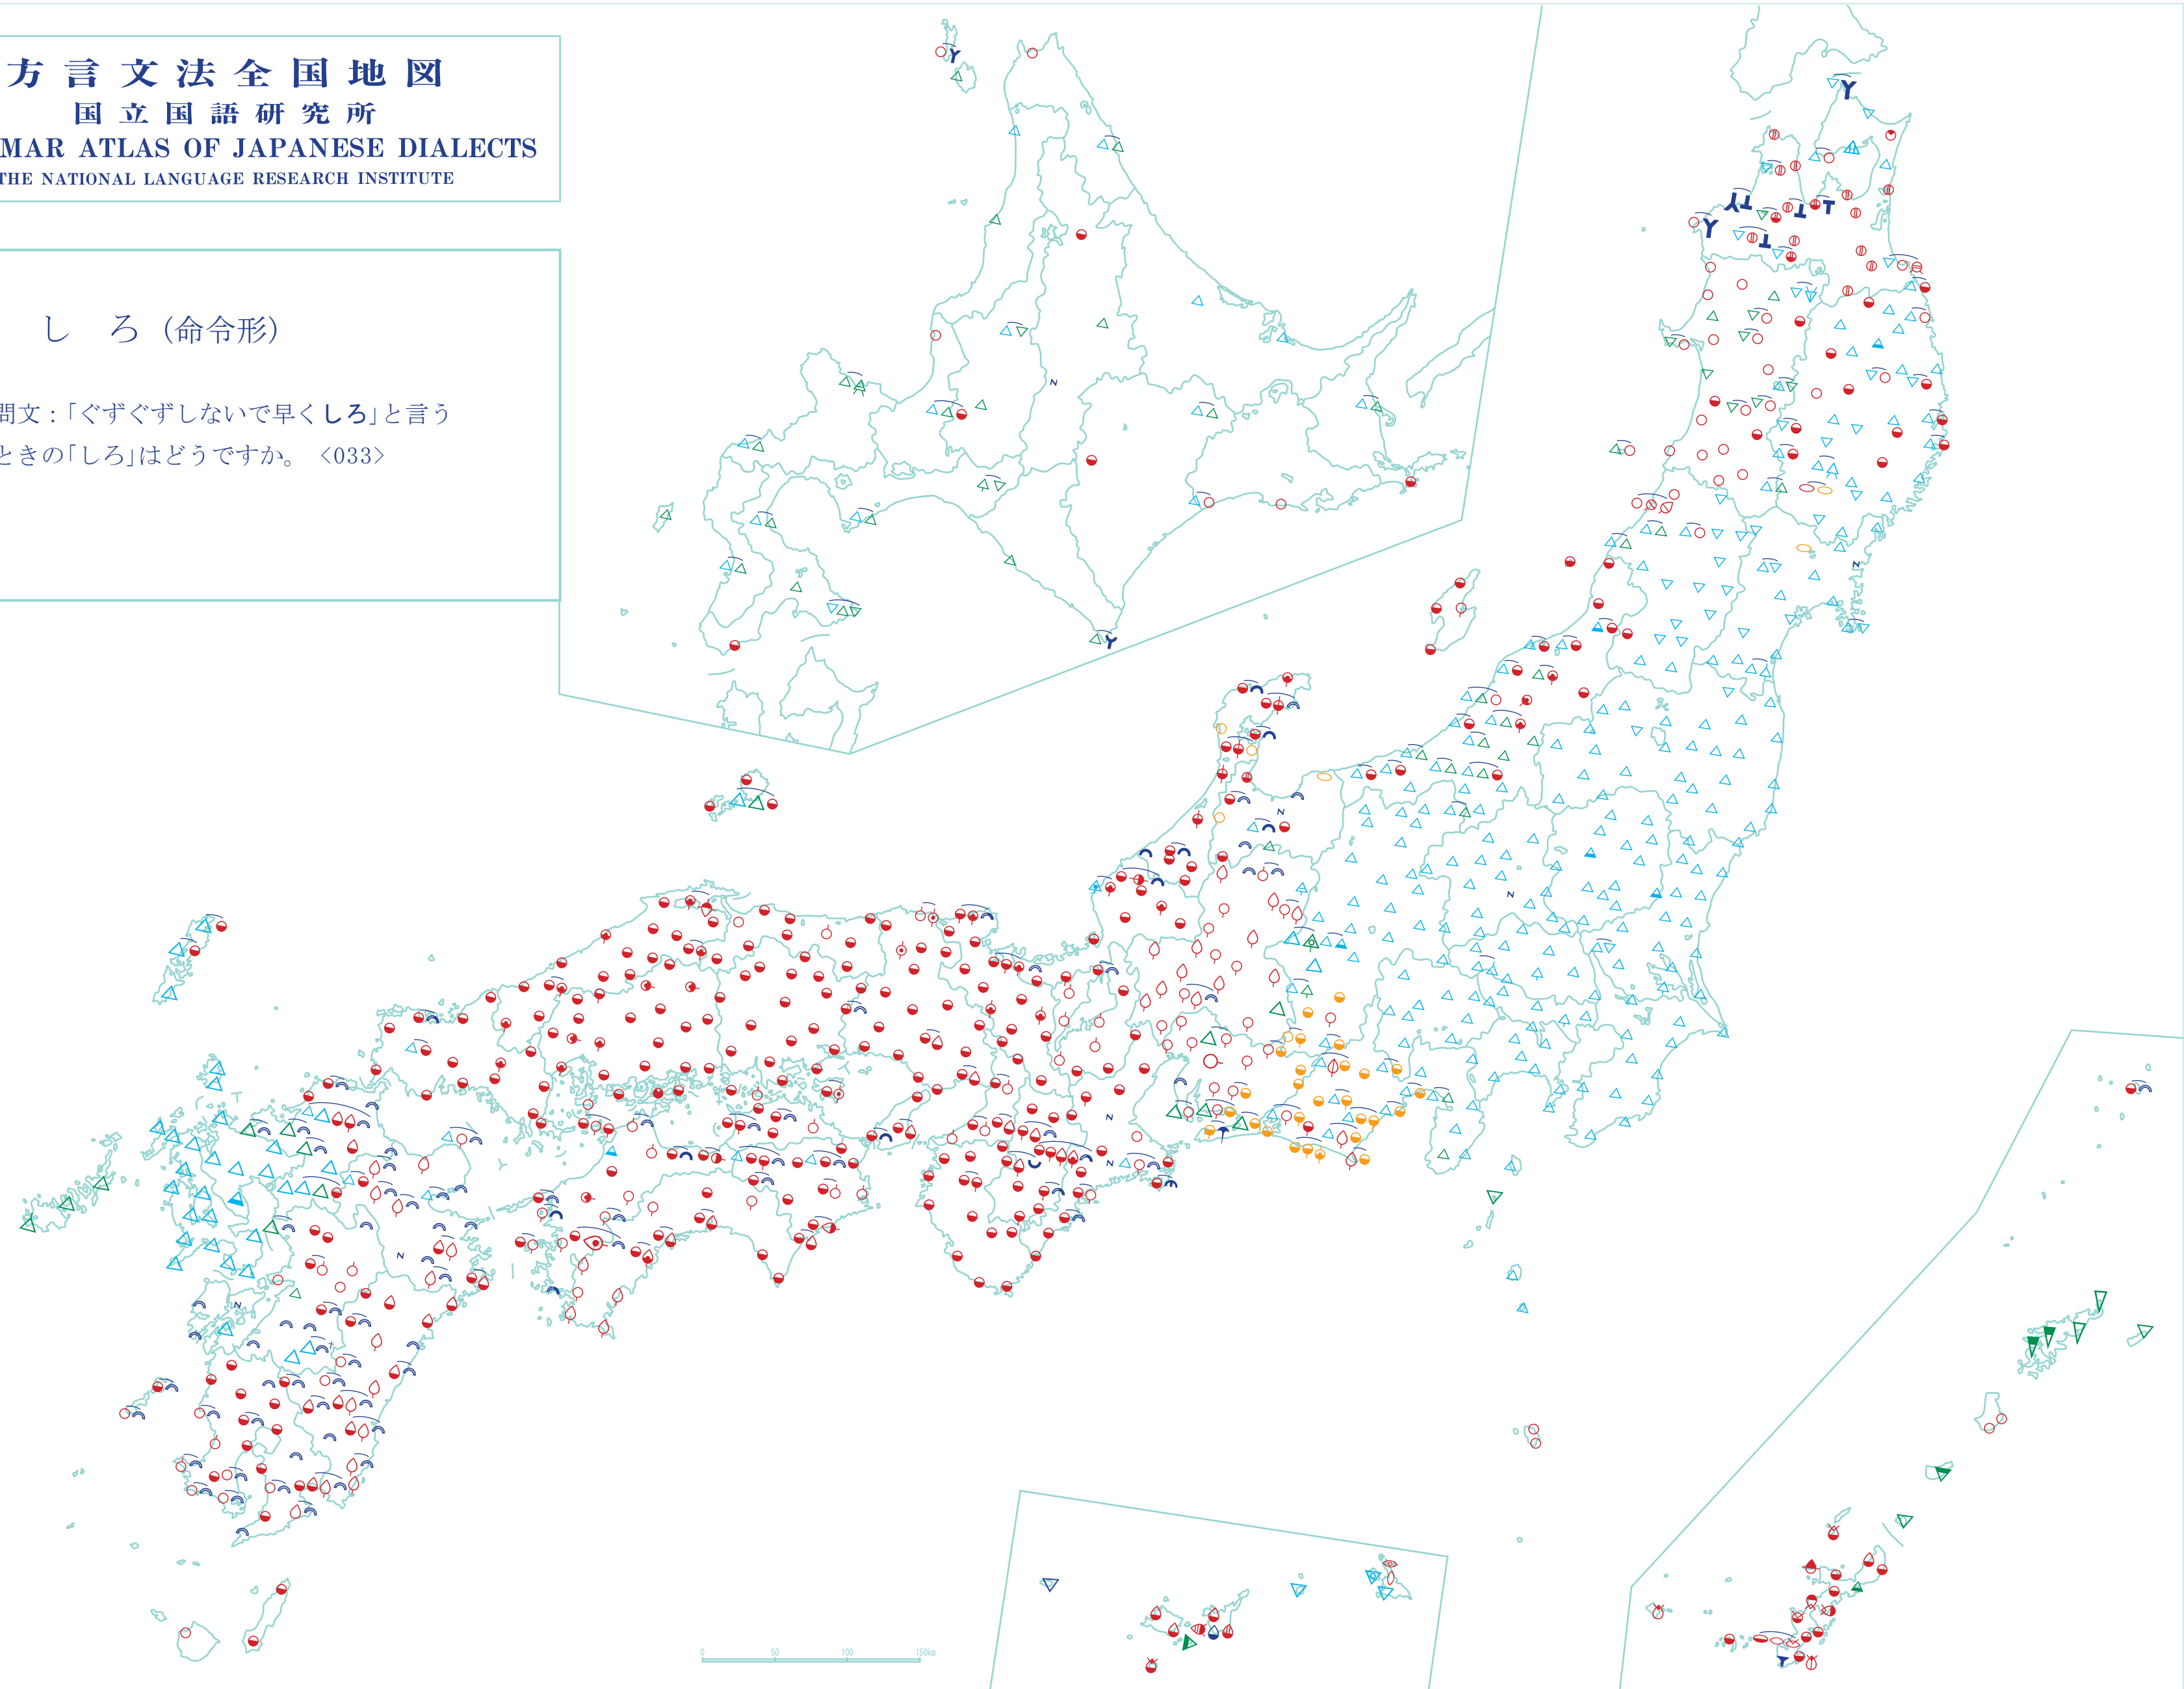 方言文法全国地図
国立国語研究所
MAR ATLAS OF JAPANESE DIALECTS
THE NATIONAL LANGUAGE RESEARCH INSTITUTE
しろ(命令形)
問文:「ぐずぐずしないで早くしろ」と言う
ときの「しろ」はどうですか。〈033〉
0 50 100 150km